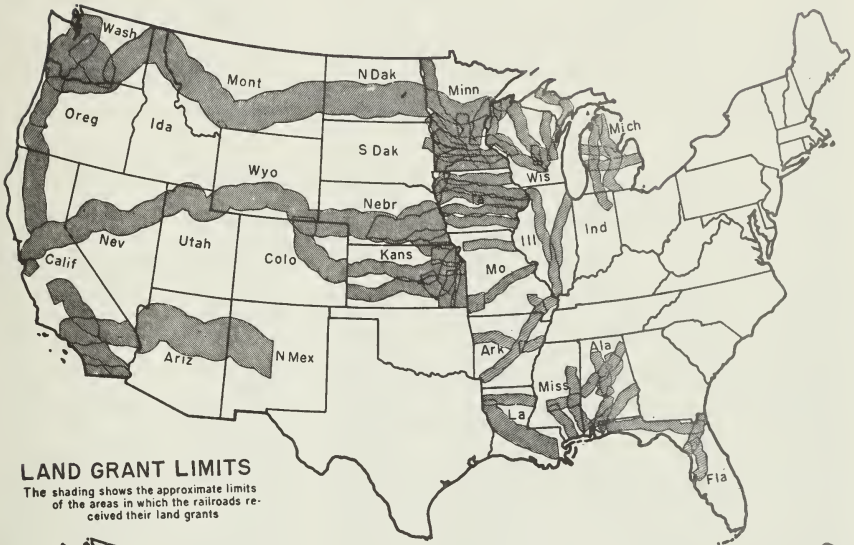 Wash
Mont
N Dak
Minn
Oreg
Ida
S Dak
Mich
Wyo
Wis
Nebr
Ia
Nev
Utah
Colo
Kans
Ill
Ind
Calif
Mo
Ariz
N Mex
Ark
Ala
Miss
La
Fla
LAND GRANT LIMITS
The shading shows the approximate limits
of the areas in which the railroads re-
ceived their land grants